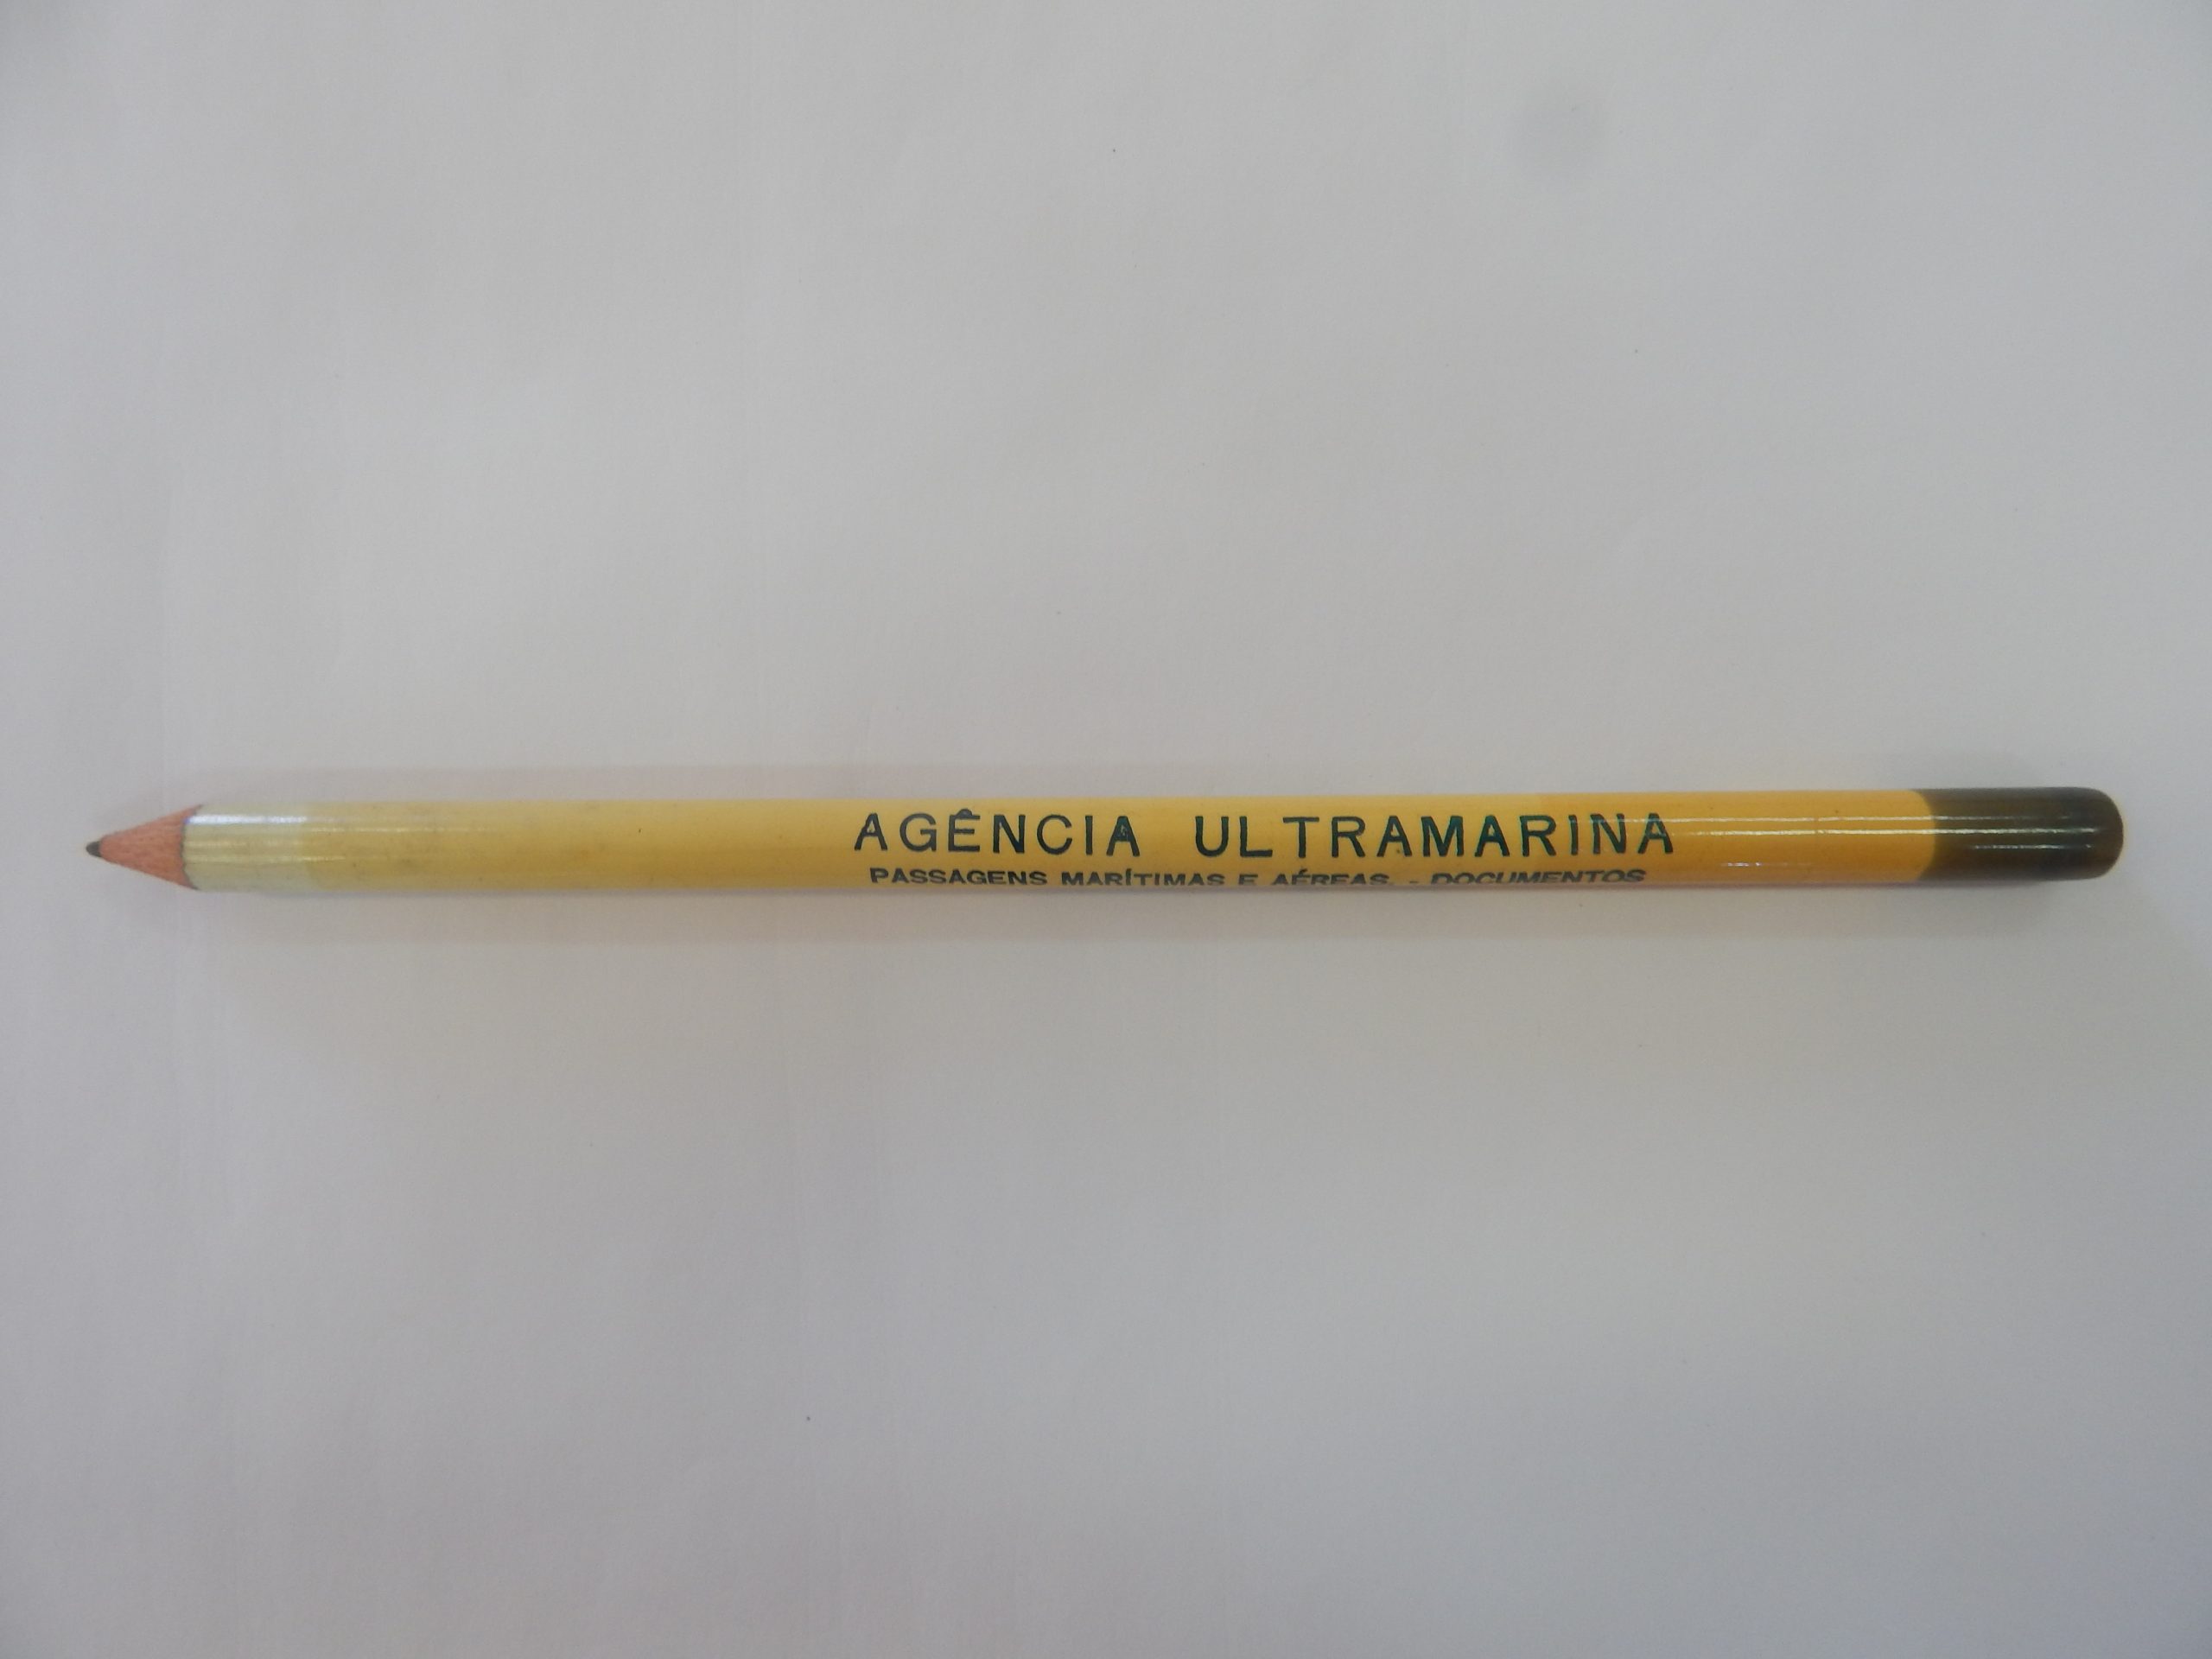 AGÊNCIA ULTRAMARINA
PASSAGENS MARÍTIMAS E AÉREAS. - DOCUMENTOS